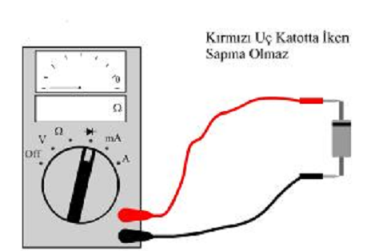 Kırmızı Uç Katotta İken
Sapma Olmaz
Ω
V Ω mA
Off A